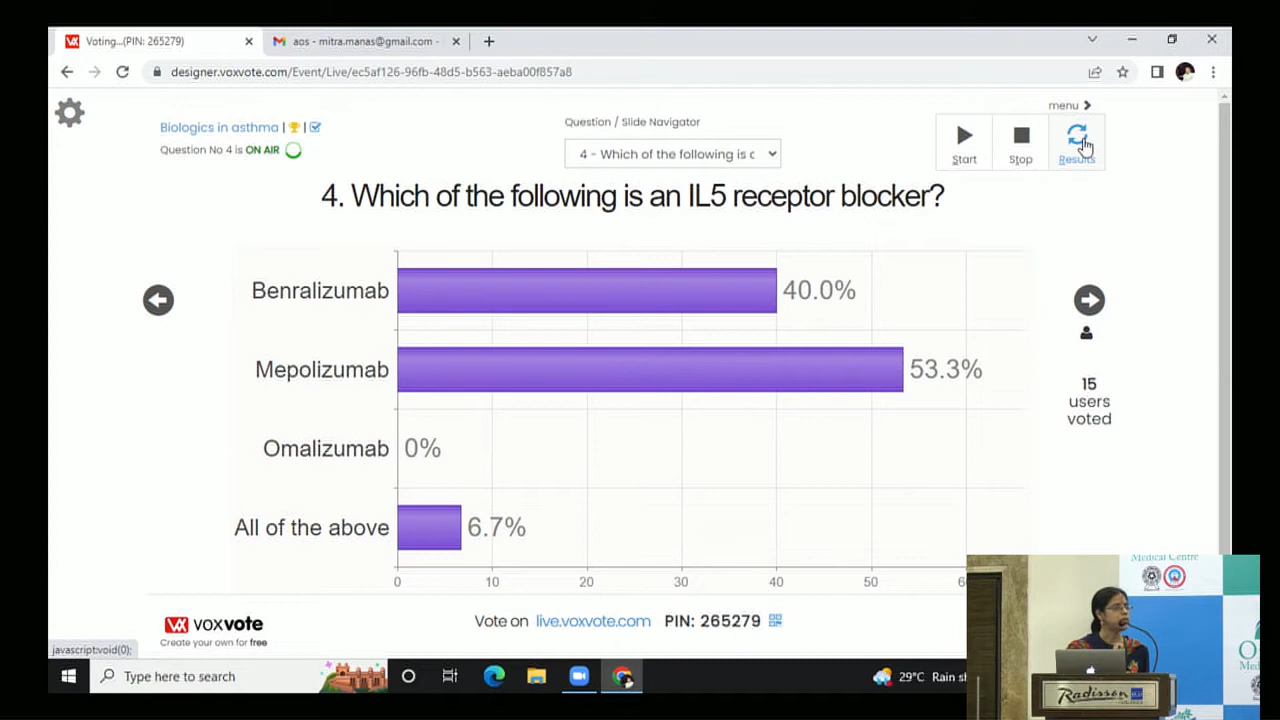 Voting...(PIN: 265279)
aos - mitra.manas@gmail.com -
designer.voxvote.com/Event/Live/ec5af126-96fb-48d5-b563-aeba00f857a8
menu
Biologics in asthma | |
Question / Slide Navigator
Question No 4 is ON AIR
4 - Which of the following is c
Start
Stop
Results
4. Which of the following is an IL5 receptor blocker?
Benralizumab
40.0%
Mepolizumab
53.3%
Omalizumab
0%
All of the above
6.7%
0 10 20 30 40 50 6
15
users
voted
voxvote
Create your own for free
Vote on live.voxvote.com PIN: 265279
javascript:void(0);
Type here to search
29°C Rain sh
Medical Centre
Radisson
BLU